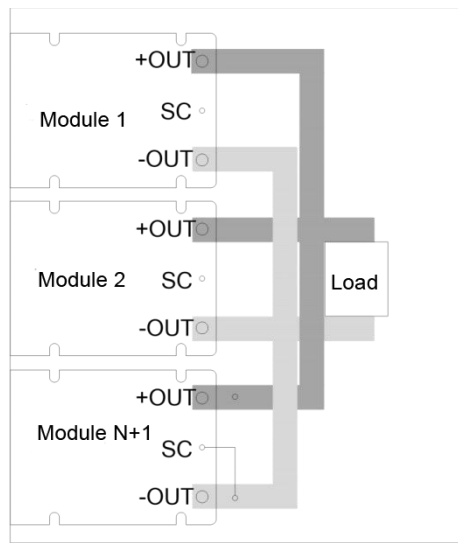 +OUT
Module 1
SC
-OUT
+OUT
Module 2
SC
Load
-OUT
+OUT
Module N+1
SC
-OUT